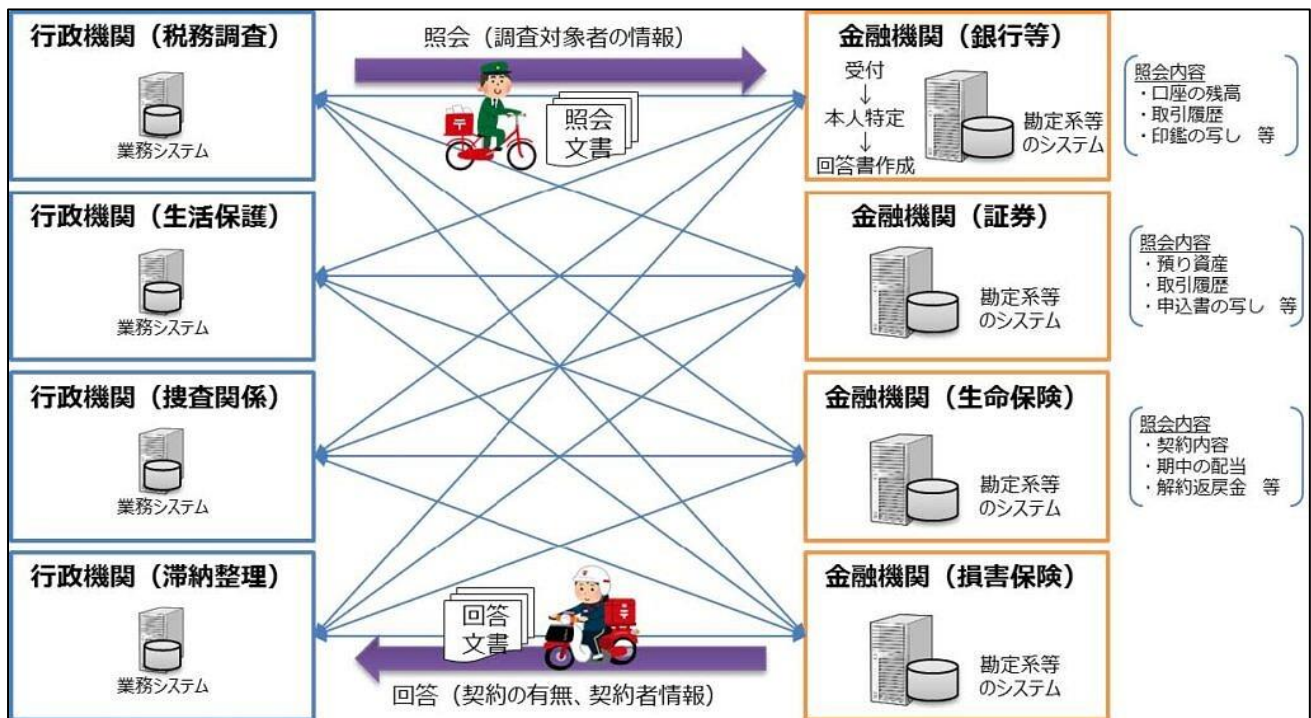 行政機関（税務調査）
業務システム
照会（調査対象者の情報）
〒
照会
文書
金融機関（銀行等）
受付
↓
本人特定
↓
回答書作成
勘定系等
のシステム
照会内容
・口座の残高
・取引履歴
・印鑑の写し　等
行政機関（生活保護）
業務システム
金融機関（証券）
勘定系等
のシステム
照会内容
・預り資産
・取引履歴
・申込書の写し　等
行政機関（捜査関係）
業務システム
金融機関（生命保険）
勘定系等
のシステム
照会内容
・契約内容
・期中の配当
・解約返戻金　等
行政機関（滞納整理）
業務システム
回答
文書
〒
回答（契約の有無、契約者情報）
金融機関（損害保険）
勘定系等
のシステム